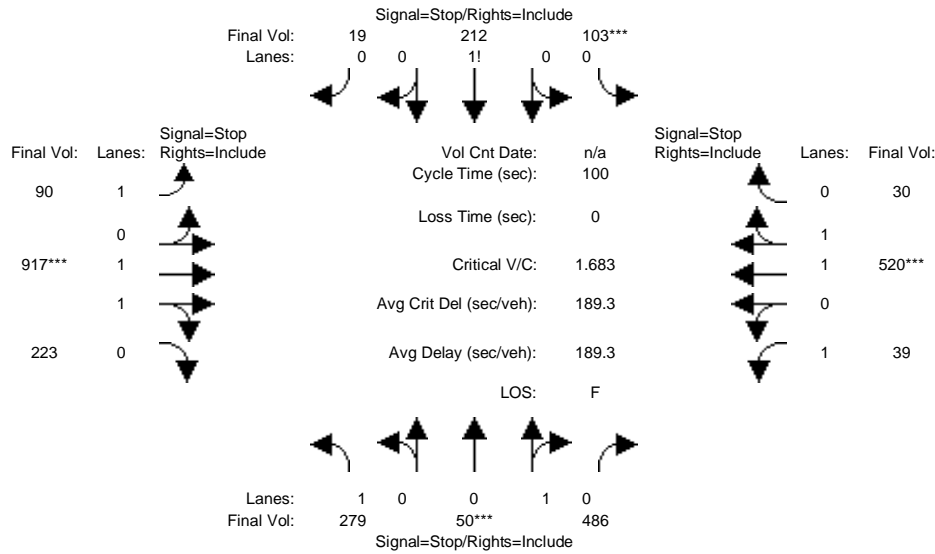 Signal=Stop/Rights=Include
Final Vol: 19 212 103***
Lanes: 0 0 1! 0 0
Signal=Stop
Final Vol: Lanes: Rights=Include
Vol Cnt Date: n/a
Signal=Stop
Rights=Include Lanes: Final Vol:
90 1
Cycle Time (sec): 100
0 30
Loss Time (sec): 0
0
1
917*** 1
Critical V/C: 1.683
1 520***
1
Avg Crit Del (sec/veh): 189.3
0
223 0
Avg Delay (sec/veh): 189.3
1 39
LOS: F
Lanes: 1 0 0 1 0
Final Vol: 279 50*** 486
Signal=Stop/Rights=Include